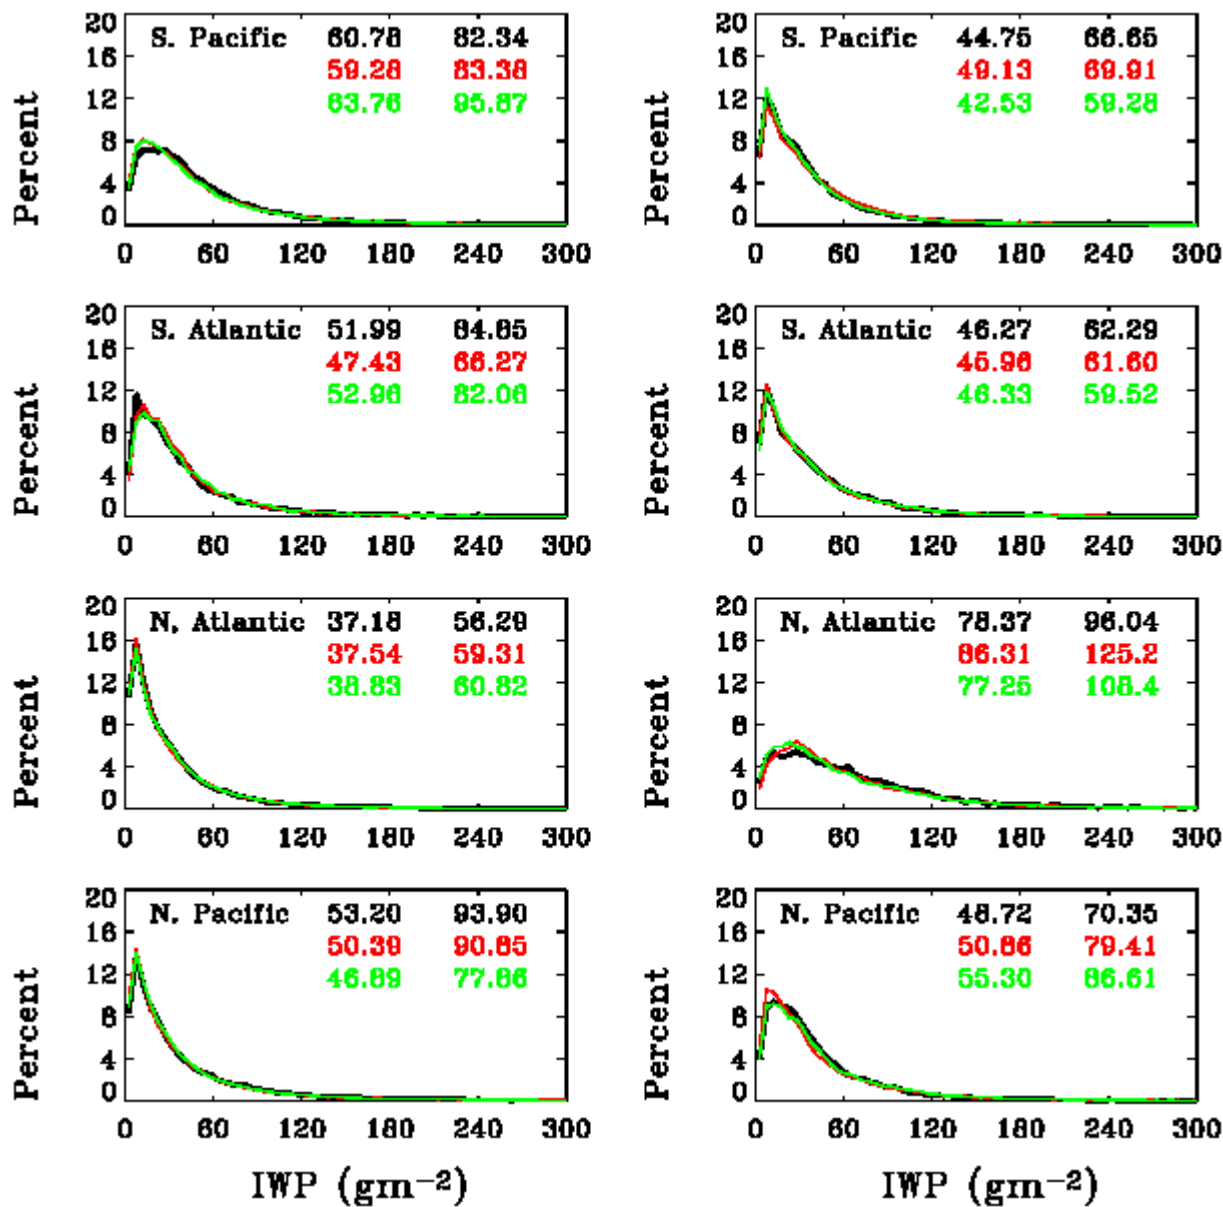 20
S. Pacific 60.78 82.34
16
59.28 83.38
12
63.76 95.87
8
4
0
Percent
0 60 120 180 240 300
20
S. Pacific 44.75 66.65
16
49.13 69.91
12
42.53 59.28
8
4
0
Percent
0 60 120 180 240 300
20
S. Atlantic 51.99 84.85
16
47.43 66.27
12
52.96 82.06
8
4
0
Percent
0 60 120 180 240 300
20
S. Atlantic 46.27 62.29
16
45.96 61.60
12
46.33 59.52
8
4
0
Percent
0 60 120 180 240 300
20
N, Atlantic 37.18 56.29
16
37.54 59.31
12
38.83 60.82
8
4
0
Percent
0 60 120 180 240 300
20
N, Atlantic 78.37 96.04
16
86.31 125.2
12
77.25 108.4
8
4
0
Percent
0 60 120 180 240 300
20
N. Pacific 53.20 93.90
16
50.39 90.85
12
46.89 77.86
8
4
0
Percent
0 60 120 180 240 300
IWP (gm⁻²)
20
N. Pacific 48.72 70.35
16
50.86 79.41
12
55.30 86.61
8
4
0
Percent
0 60 120 180 240 300
IWP (gm⁻²)